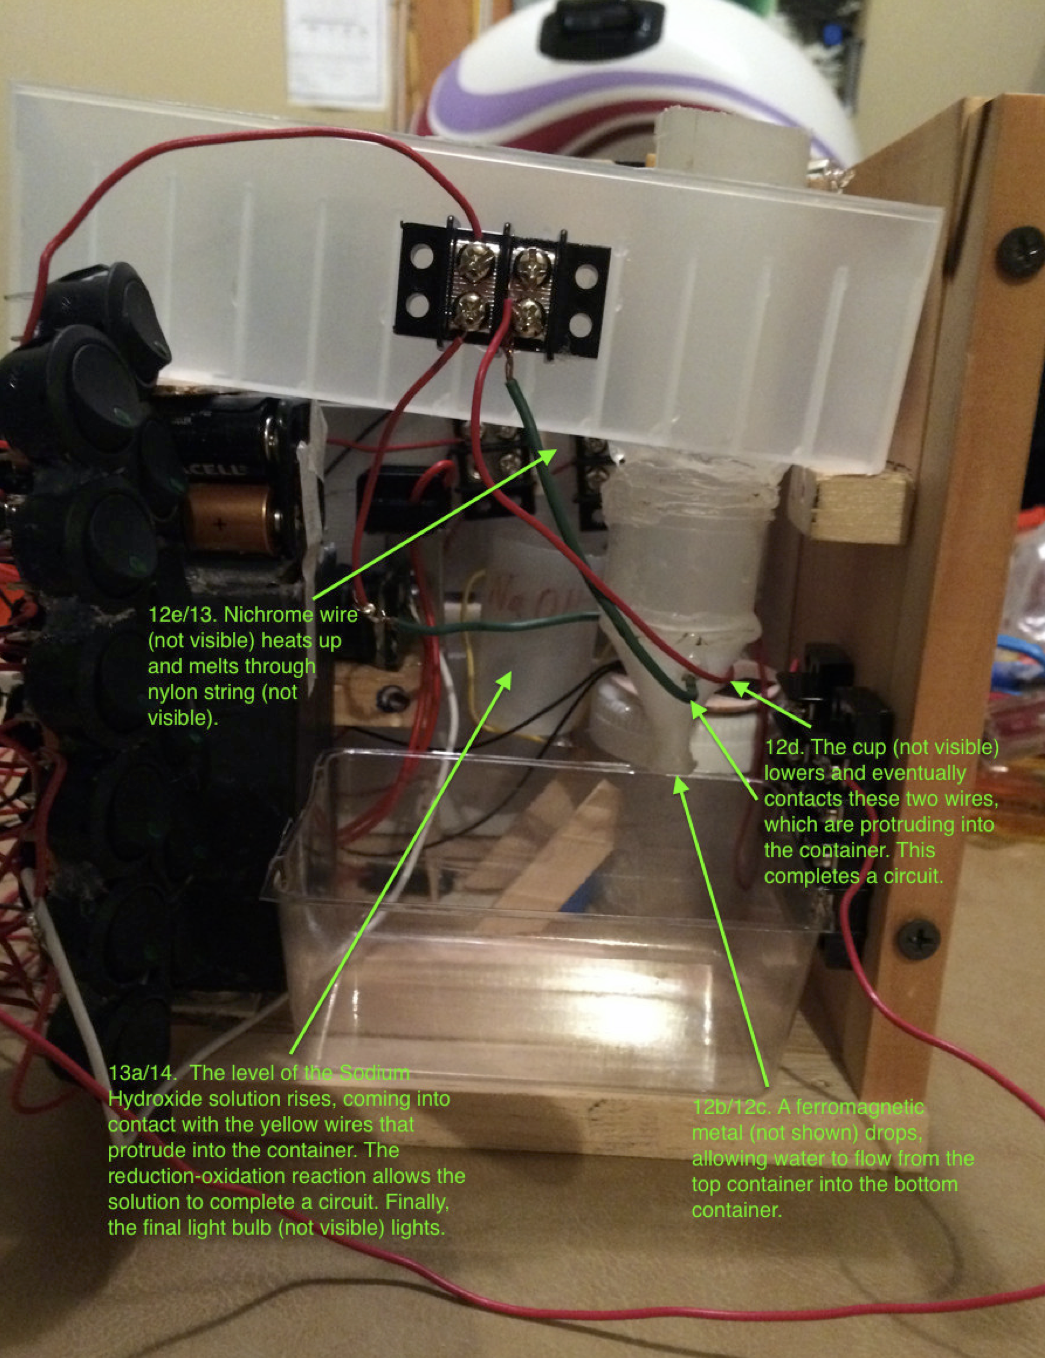 ACELL
+
Na OH
12e/13. Nichrome wire
(not visible) heats up
and melts through
nylon string (not
visible).
12d. The cup (not visible)
lowers and eventually
contacts these two wires,
which are protruding into
the container. This
completes a circuit.
13a/14. The level of the Sodium
Hydroxide solution rises, coming into
contact with the yellow wires that
protrude into the container. The
reduction-oxidation reaction allows the
solution to complete a circuit. Finally,
the final light bulb (not visible) lights.
12b/12c. A ferromagnetic
metal (not shown) drops,
allowing water to flow from the
top container into the bottom
container.